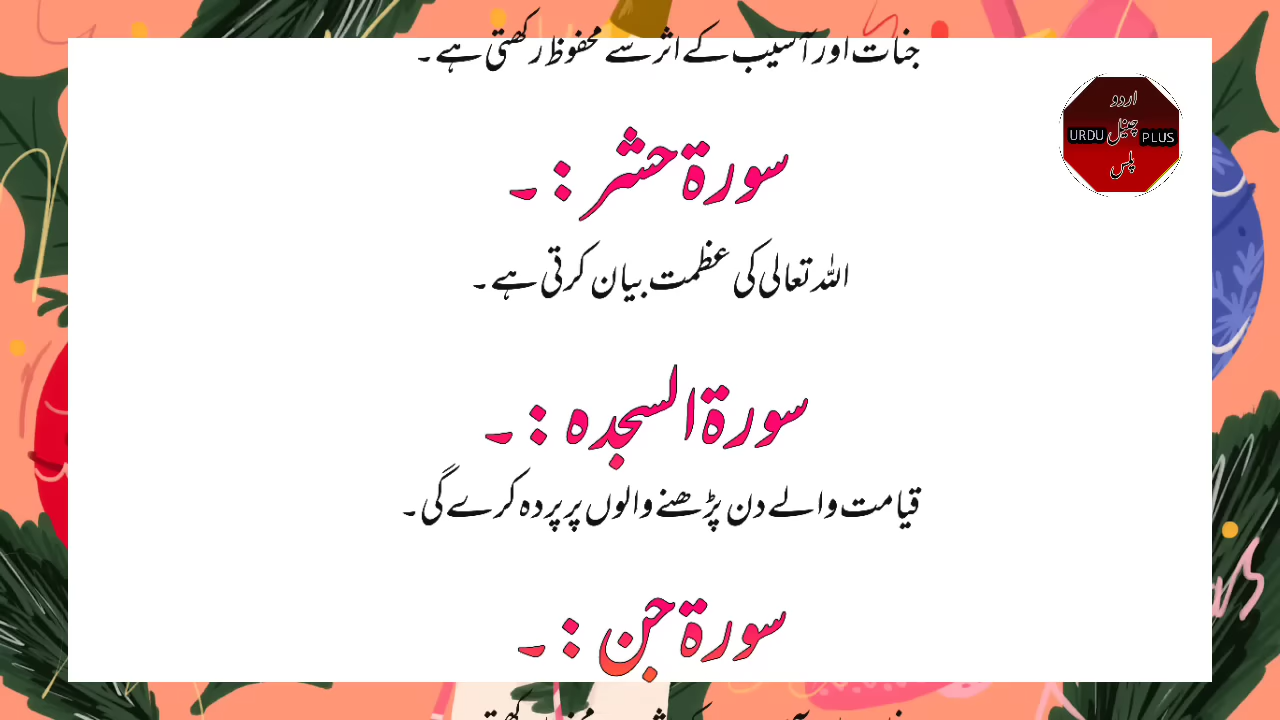 جنات اور آسیب کے اثر سے محفوظ رکھتی ہے ۔
اردو
چینل
URDU PLUS
پلس
سورۃ حشر :۔
اللہ تعالی کی عظمت بیان کرتی ہے ۔
سورۃ السجدہ :۔
قیامت والے دن پڑھنے والوں پر پردہ کرے گی ۔
سورۃ جن :۔